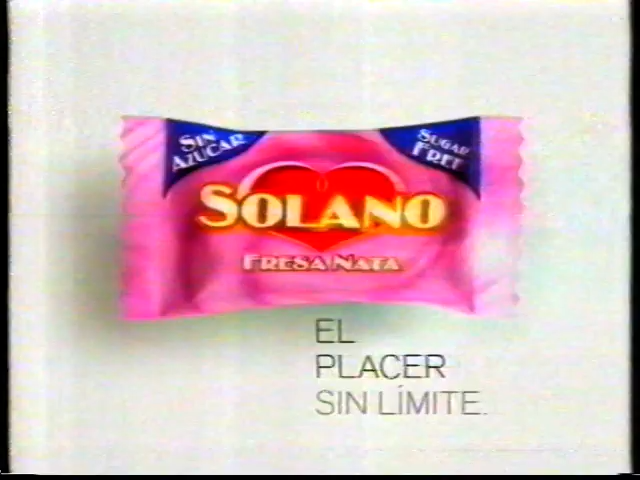 SIN
AZUCAR
SUGAR
FREE
SOLANO
FRESA NATA
EL
PLACER
SIN LÍMITE.